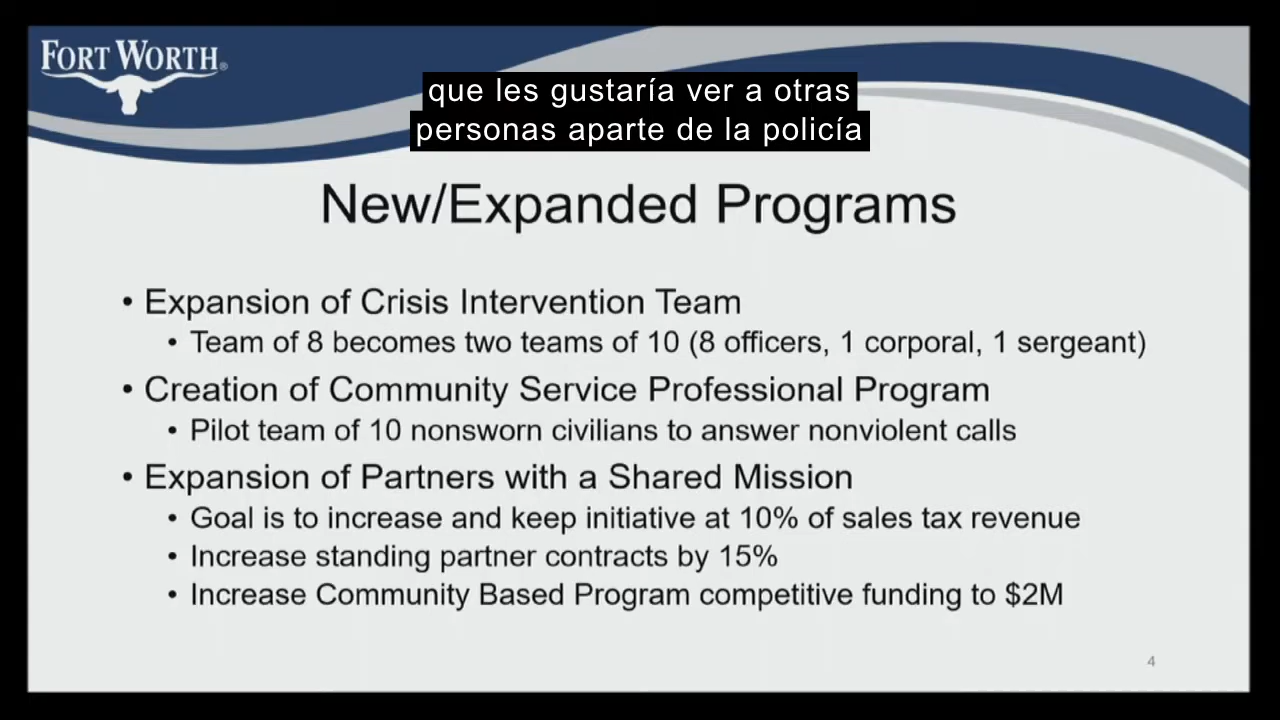 FORT WORTH®
que les gustaría ver a otras
personas aparte de la policía
New/Expanded Programs
• Expansion of Crisis Intervention Team
• Team of 8 becomes two teams of 10 (8 officers, 1 corporal, 1 sergeant)
• Creation of Community Service Professional Program
• Pilot team of 10 nonsworn civilians to answer nonviolent calls
• Expansion of Partners with a Shared Mission
• Goal is to increase and keep initiative at 10% of sales tax revenue
• Increase standing partner contracts by 15%
• Increase Community Based Program competitive funding to $2M
4